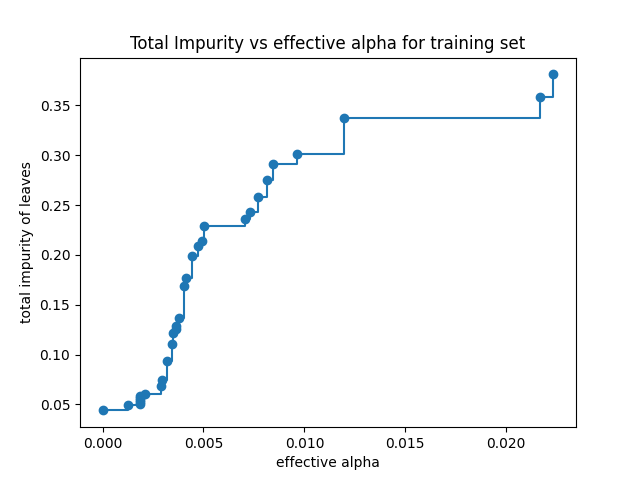 Total Impurity vs effective alpha for training set
total impurity of leaves
0.35
0.30
0.25
0.20
0.15
0.10
0.05
0.000 0.005 0.010 0.015 0.020
effective alpha